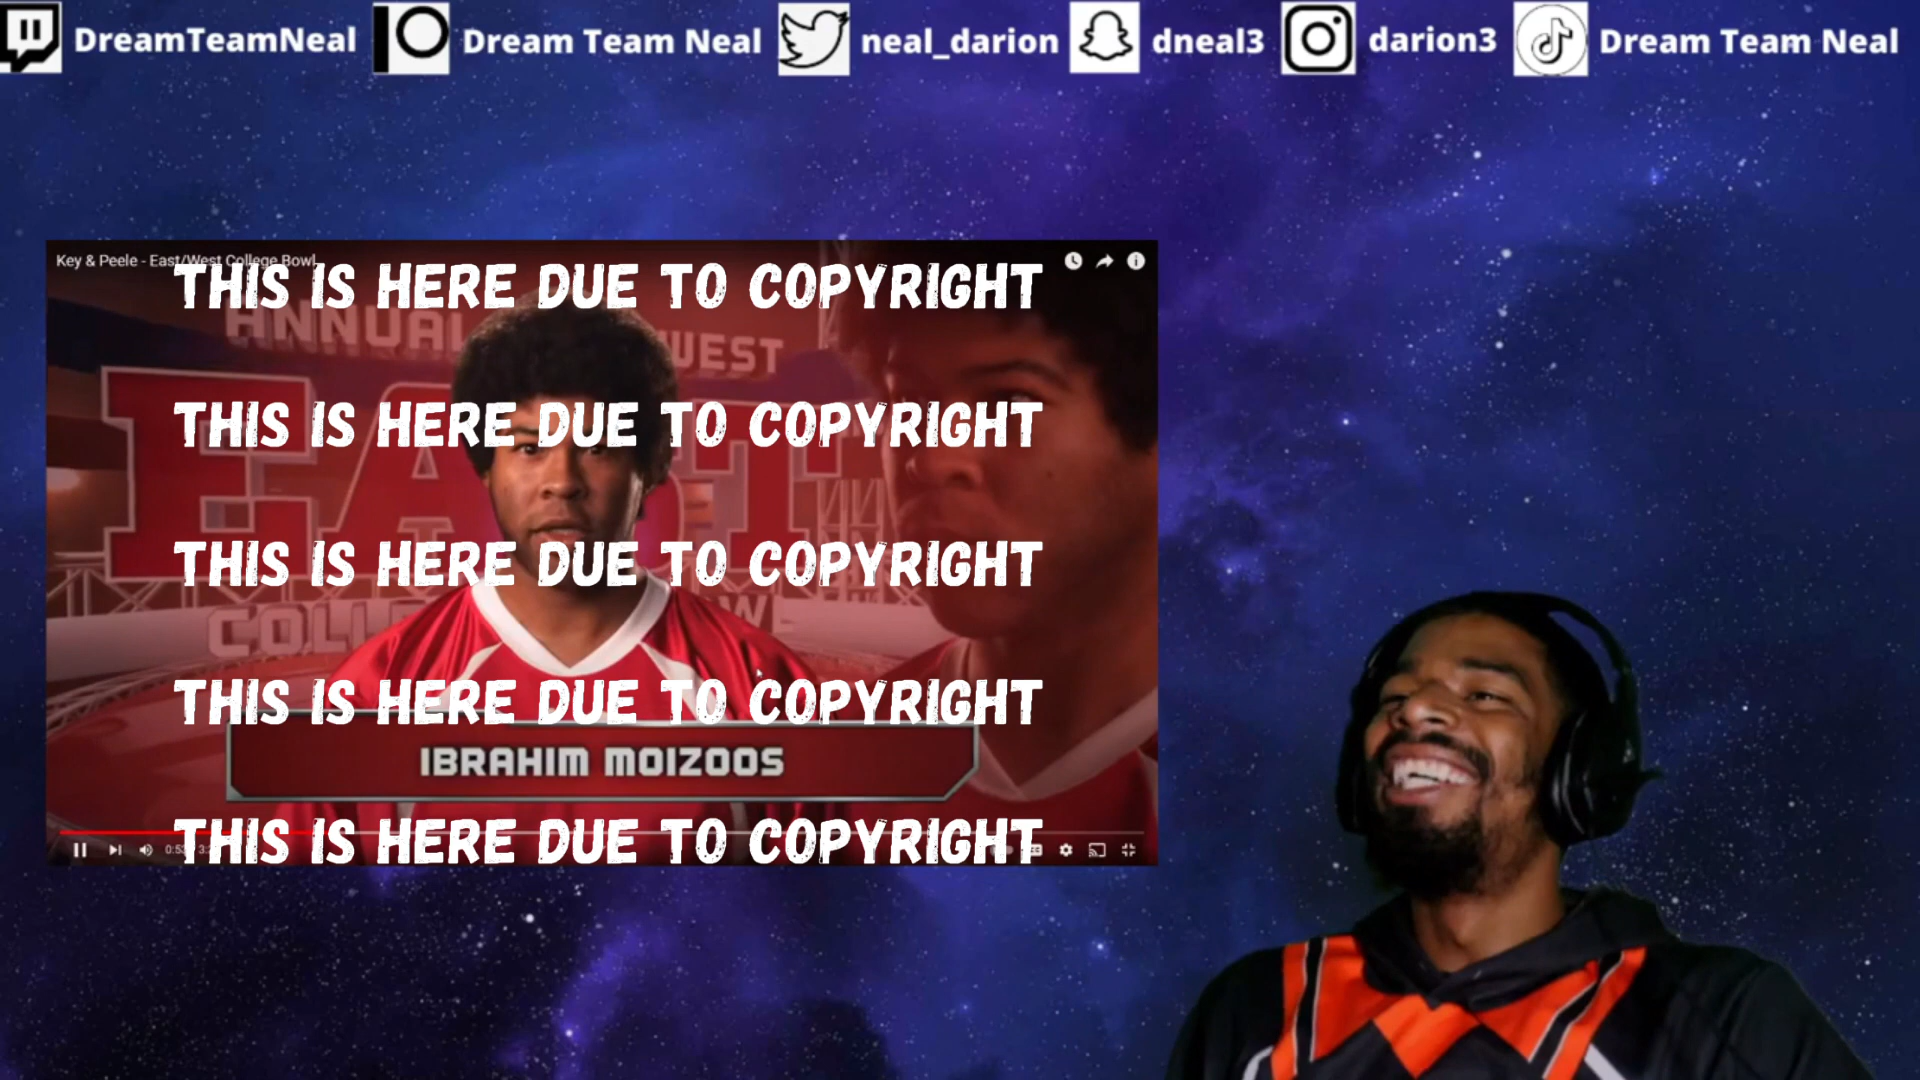 DreamTeamNeal Dream Team Neal neal_darion dneal3 darion3 Dream Team Neal
Key & Peele - East/West College Bowl
THIS IS HERE DUE TO COPYRIGHT
ANNUAL WEST
THIS IS HERE DUE TO COPYRIGHT
EAST
THIS IS HERE DUE TO COPYRIGHT
THIS IS HERE DUE TO COPYRIGHT
IBRAHIM MOIZOOS
THIS IS HERE DUE TO COPYRIGHT